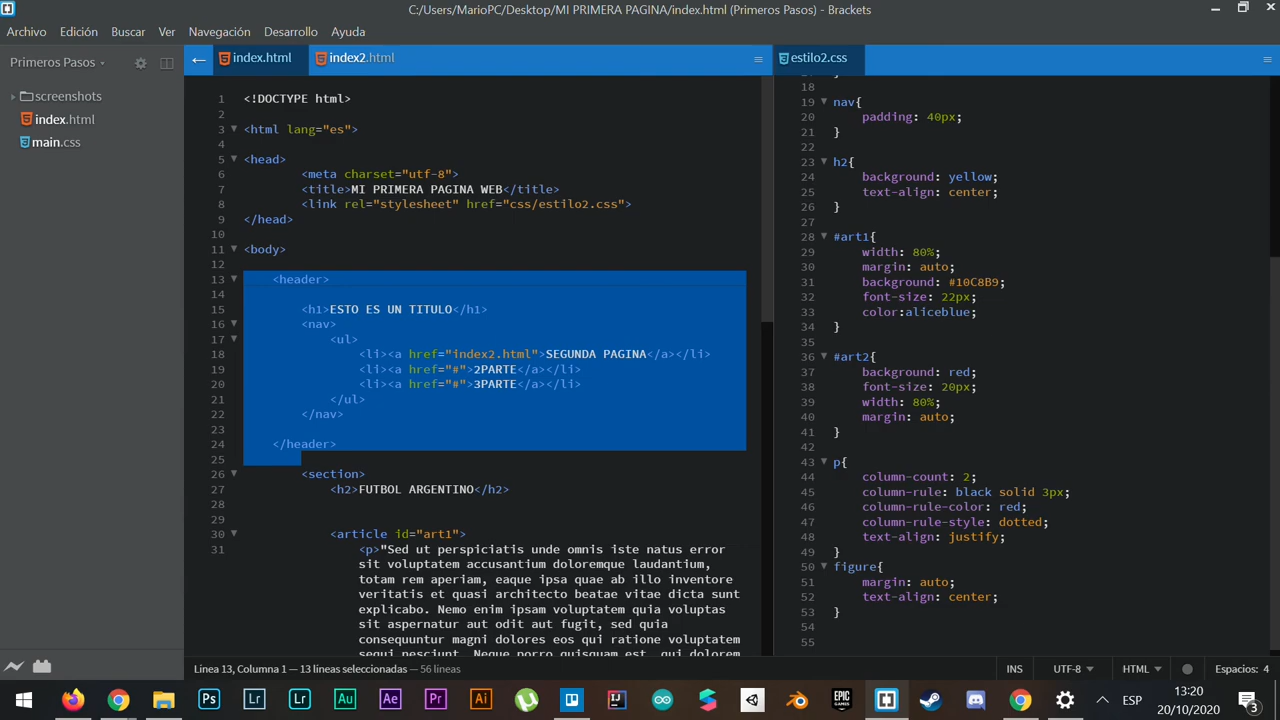 C:/Users/MarioPC/Desktop/MI PRIMERA PAGINA/index.html (Primeros Pasos) - Brackets
Archivo Edición Buscar Ver Navegación Desarrollo Ayuda
Primeros Pasos
screenshots
index.html
main.css
index.html index2.html
1 <!DOCTYPE html>
2
3 <html lang="es">
4
5 <head>
6 <meta charset="utf-8">
7 <title>MI PRIMERA PAGINA WEB</title>
8 <link rel="stylesheet" href="css/estilo2.css">
9 </head>
10
11 <body>
12
13 <header>
14
15 <h1>ESTO ES UN TITULO</h1>
16 <nav>
17 <ul>
18 <li><a href="index2.html">SEGUNDA PAGINA</a></li>
19 <li><a href="#">2PARTE</a></li>
20 <li><a href="#">3PARTE</a></li>
21 </ul>
22 </nav>
23
24 </header>
25
26 <section>
27 <h2>FUTBOL ARGENTINO</h2>
28
29
30 <article id="art1">
31 <p>"Sed ut perspiciatis unde omnis iste natus error
sit voluptatem accusantium doloremque laudantium,
totam rem aperiam, eaque ipsa quae ab illo inventore
veritatis et quasi architecto beatae vitae dicta sunt
explicabo. Nemo enim ipsam voluptatem quia voluptas
sit aspernatur aut odit aut fugit, sed quia
consequuntur magni dolores eos qui ratione voluptatem
sequi nesciunt. Neque porro quisquam est, qui dolorem
estilo2.css
18
19 nav{
20 padding: 40px;
21 }
22
23 h2{
24 background: yellow;
25 text-align: center;
26 }
27
28 #art1{
29 width: 80%;
30 margin: auto;
31 background: #10C8B9;
32 font-size: 22px;
33 color:aliceblue;
34 }
35
36 #art2{
37 background: red;
38 font-size: 20px;
39 width: 80%;
40 margin: auto;
41 }
42
43 p{
44 column-count: 2;
45 column-rule: black solid 3px;
46 column-rule-color: red;
47 column-rule-style: dotted;
48 text-align: justify;
49 }
50 figure{
51 margin: auto;
52 text-align: center;
53 }
54
55
Línea 13, Columna 1 — 13 líneas seleccionadas — 56 líneas
INS UTF-8 HTML Espacios: 4
Ps Lr Lr Au Ae Pr Ai
EPIC GAMES
ESP
13:20
20/10/2020
3